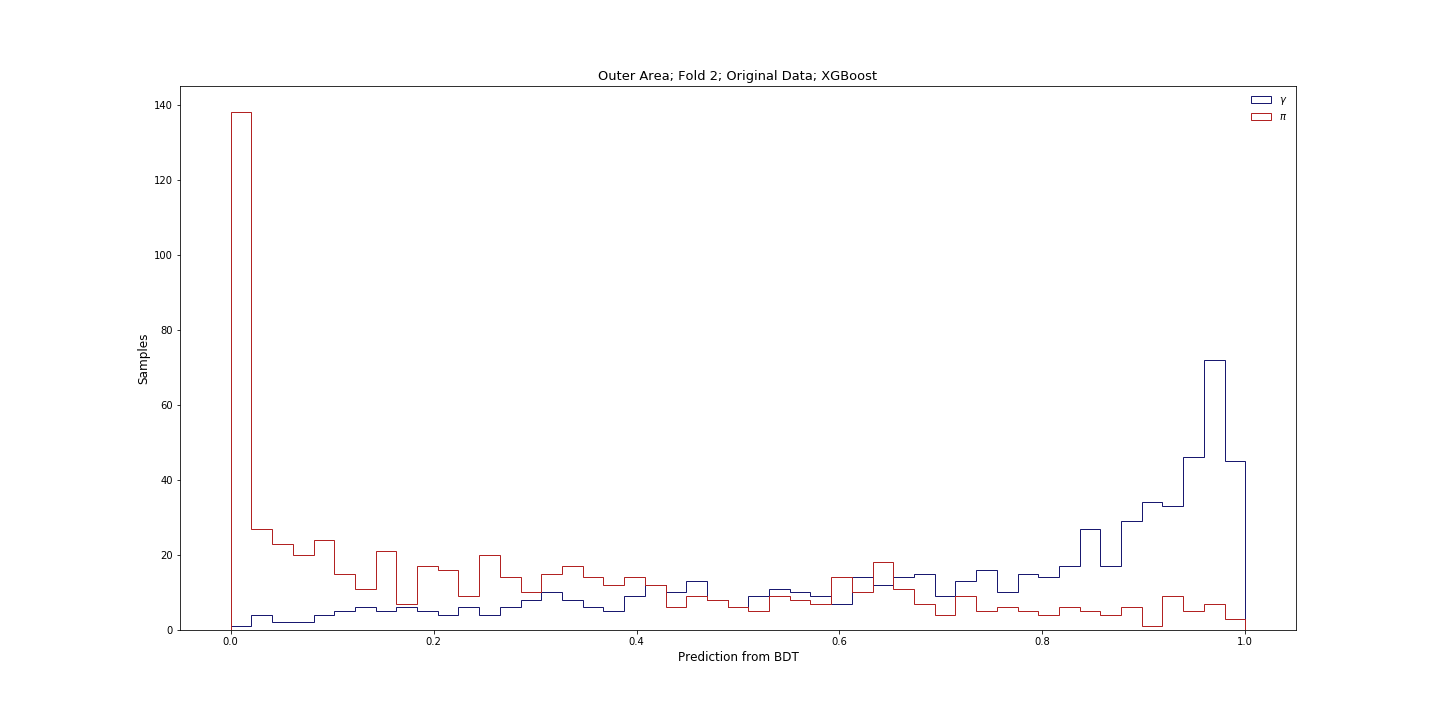 Outer Area; Fold 2; Original Data; XGBoost
γ
π
140
120
100
80
60
40
20
0
Samples
0.0 0.2 0.4 0.6 0.8 1.0
Prediction from BDT